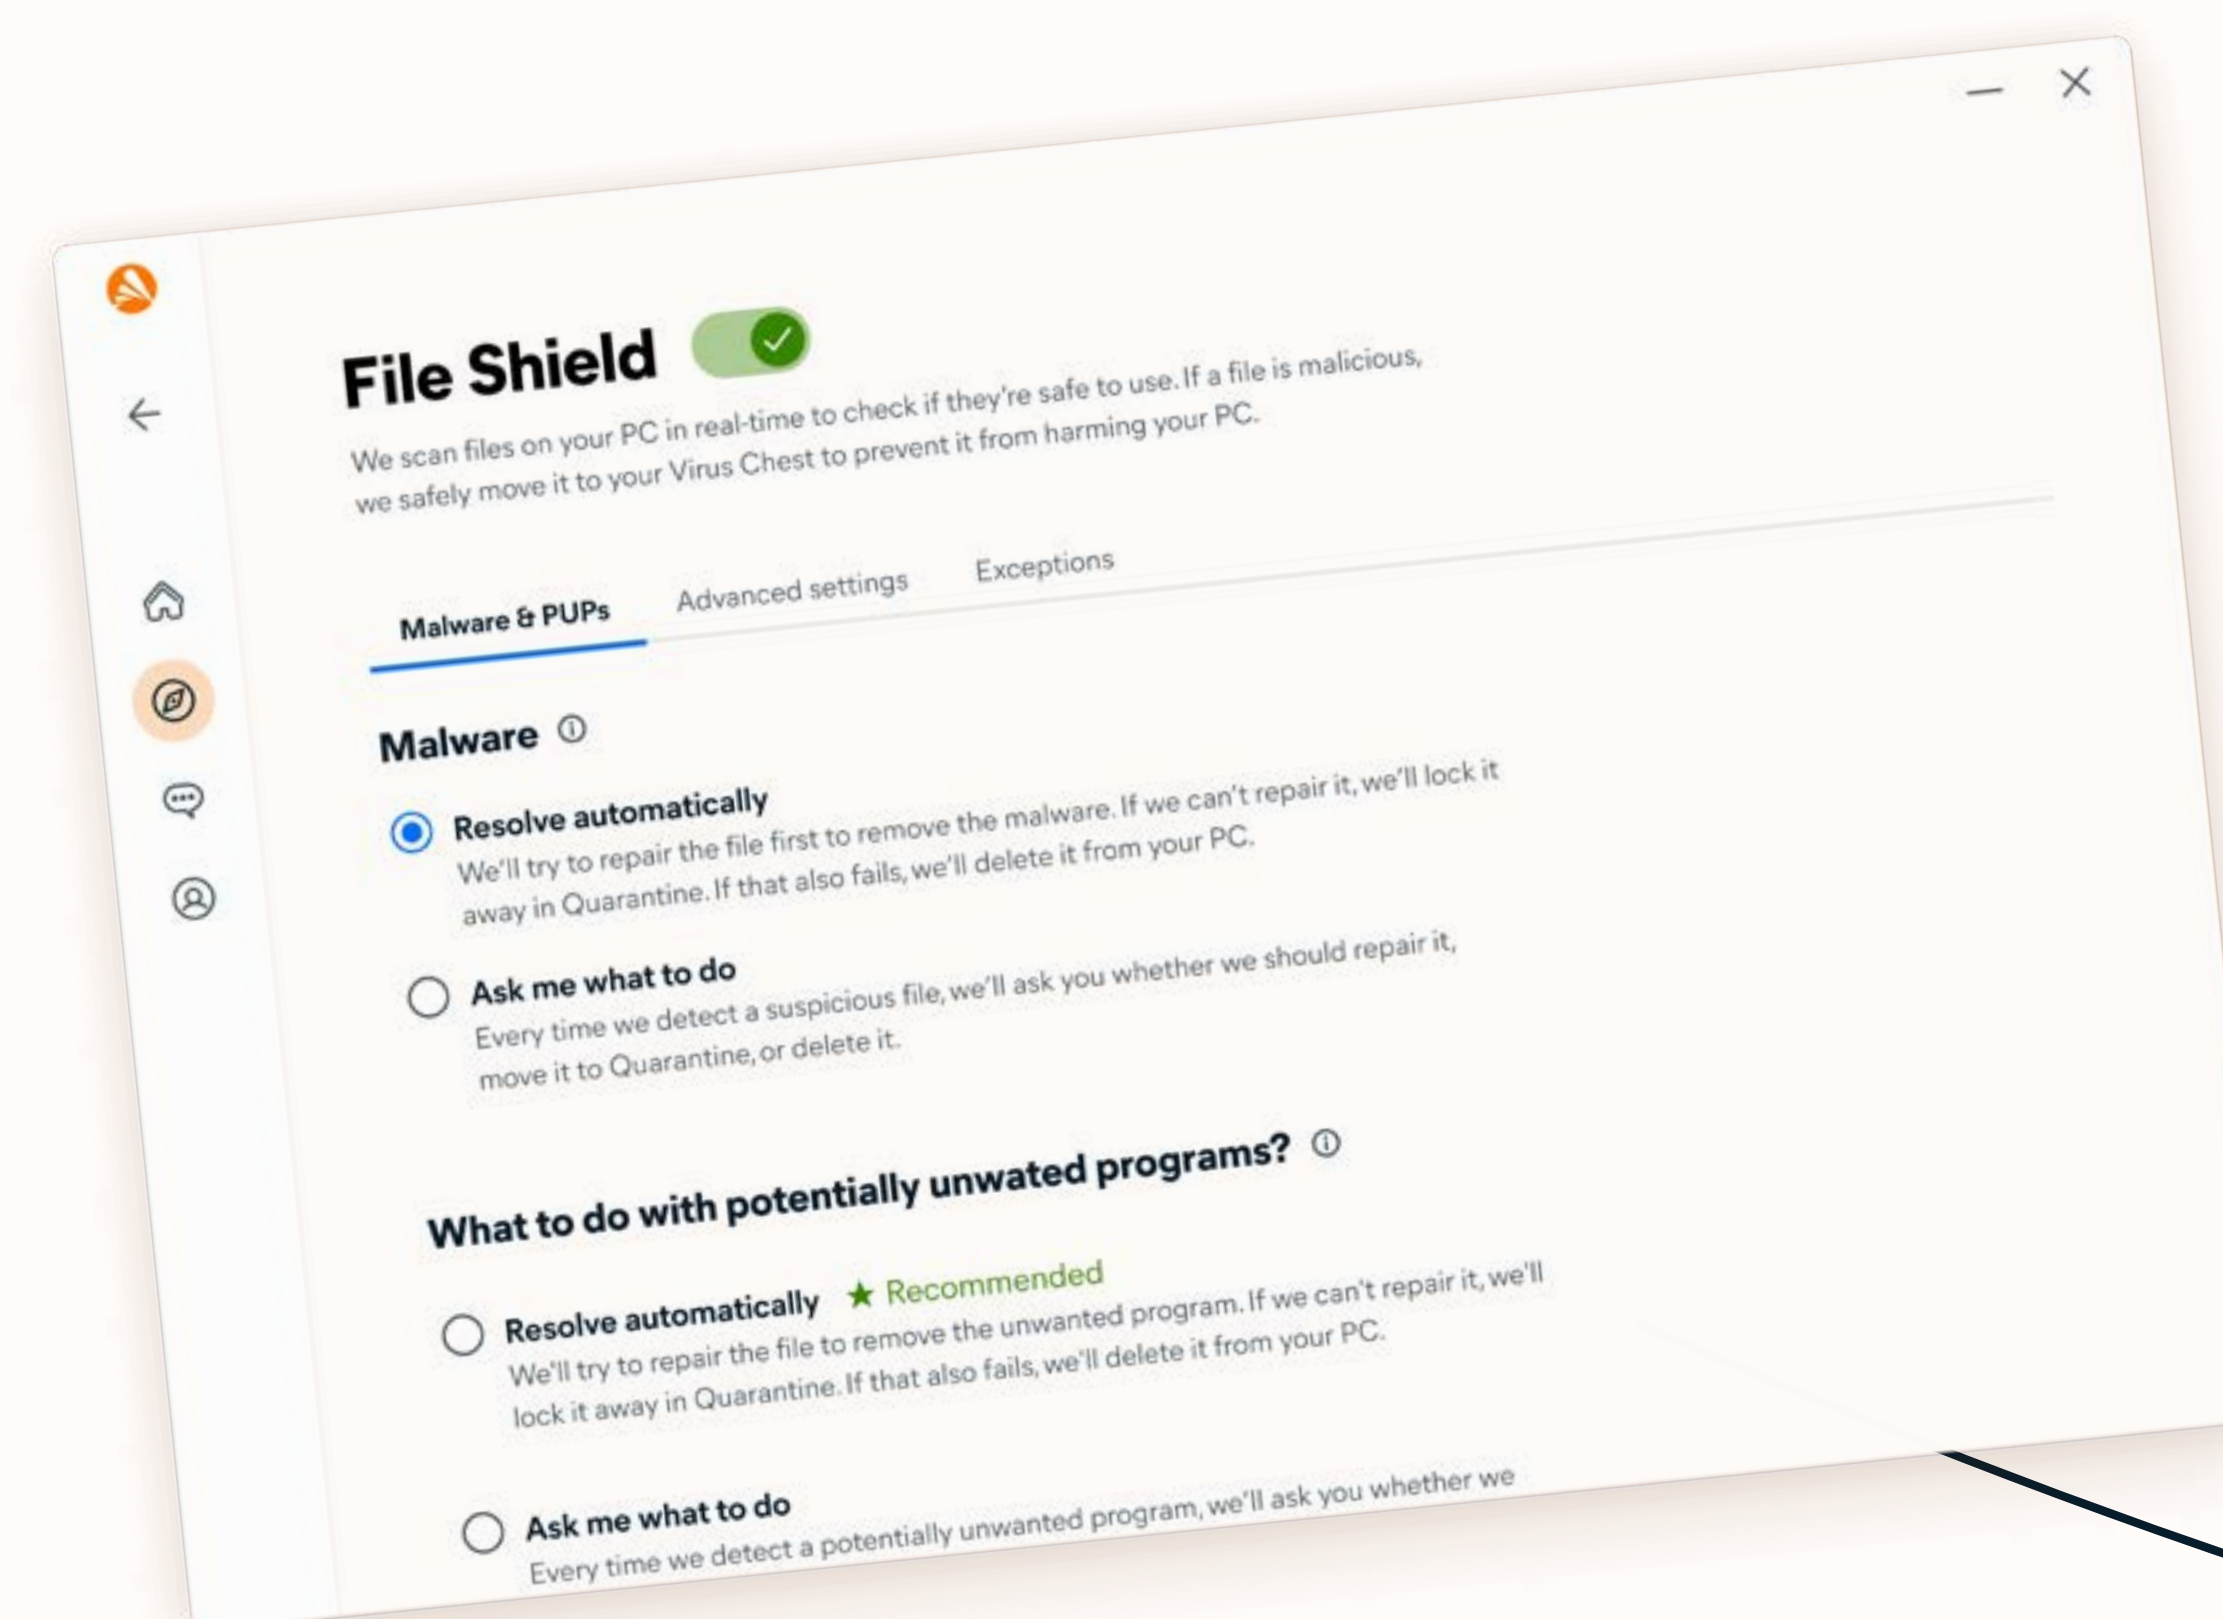 File Shield
We scan files on your PC in real-time to check if they're safe to use. If a file is malicious,
we safely move it to your Virus Chest to prevent it from harming your PC.
Malware & PUPs
Advanced settings
Exceptions
Malware
Resolve automatically
We'll try to repair the file first to remove the malware. If we can't repair it, we'll lock it
away in Quarantine. If that also fails, we'll delete it from your PC.
Ask me what to do
Every time we detect a suspicious file, we'll ask you whether we should repair it,
move it to Quarantine, or delete it.
What to do with potentially unwated programs?
Resolve automatically ★ Recommended
We'll try to repair the file to remove the unwanted program. If we can't repair it, we'll
lock it away in Quarantine. If that also fails, we'll delete it from your PC.
Ask me what to do
Every time we detect a potentially unwanted program, we'll ask you whether we